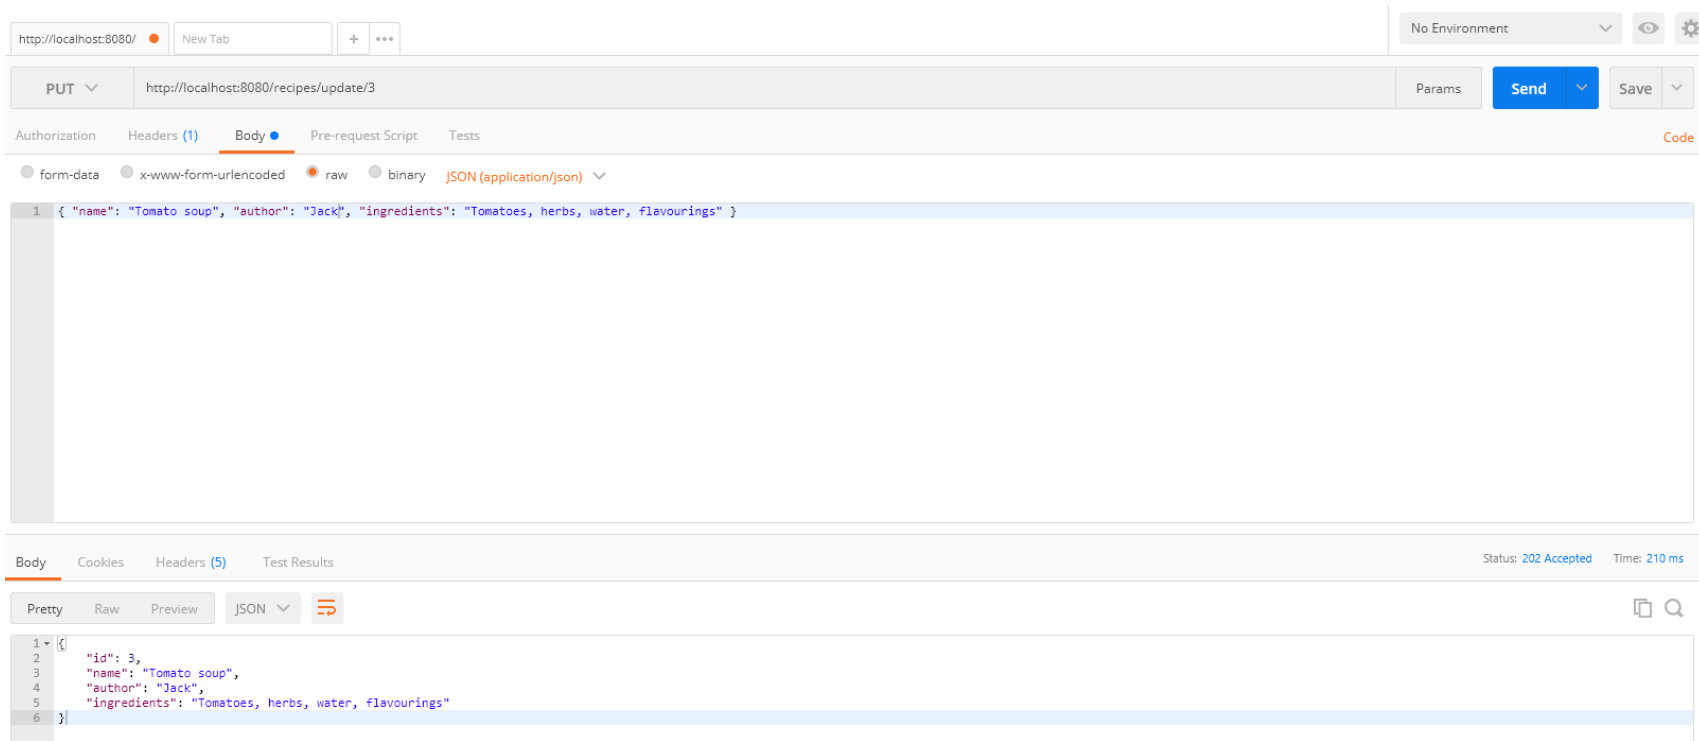 http://localhost:8080/ New Tab + ••• No Environment
PUT http://localhost:8080/recipes/update/3 Params Send Save
Authorization Headers (1) Body Pre-request Script Tests Code
form-data x-www-form-urlencoded raw binary JSON (application/json)
1 { "name": "Tomato soup", "author": "Jack", "ingredients": "Tomatoes, herbs, water, flavourings" }
Body Cookies Headers (5) Test Results Status: 202 Accepted Time: 210 ms
Pretty Raw Preview JSON
1 {
2 "id": 3,
3 "name": "Tomato soup",
4 "author": "Jack",
5 "ingredients": "Tomatoes, herbs, water, flavourings"
6 }